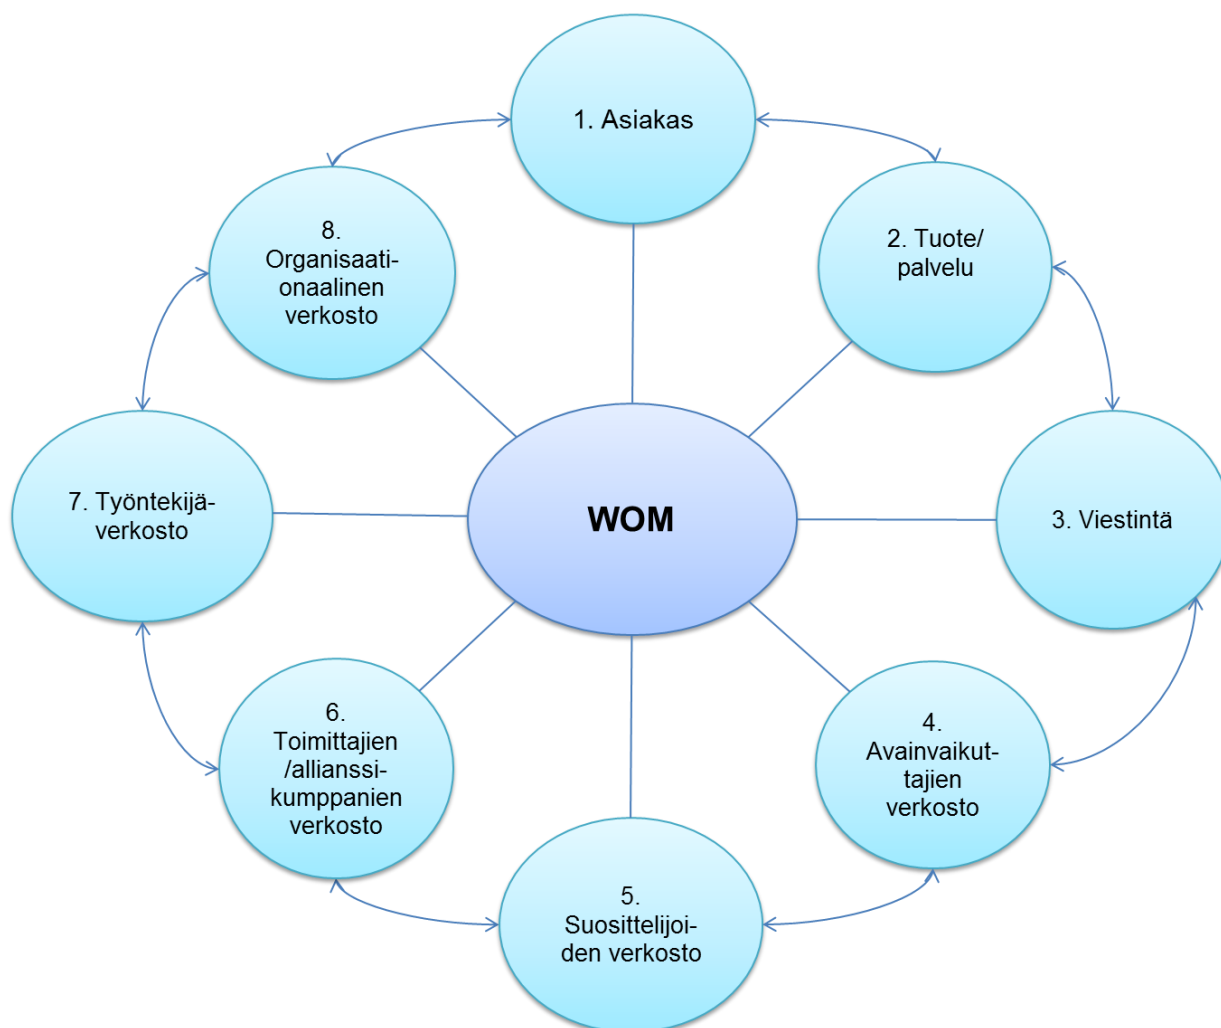 1. Asiakas
2. Tuote/
palvelu
3. Viestintä
4.
Avainvaikut-
tajien
verkosto
5.
Suosittelijoi-
den verkosto
6.
Toimittajien
/allianssi-
kumppanien
verkosto
7. Työntekijä-
verkosto
8.
Organisaati-
onaalinen
verkosto
WOM